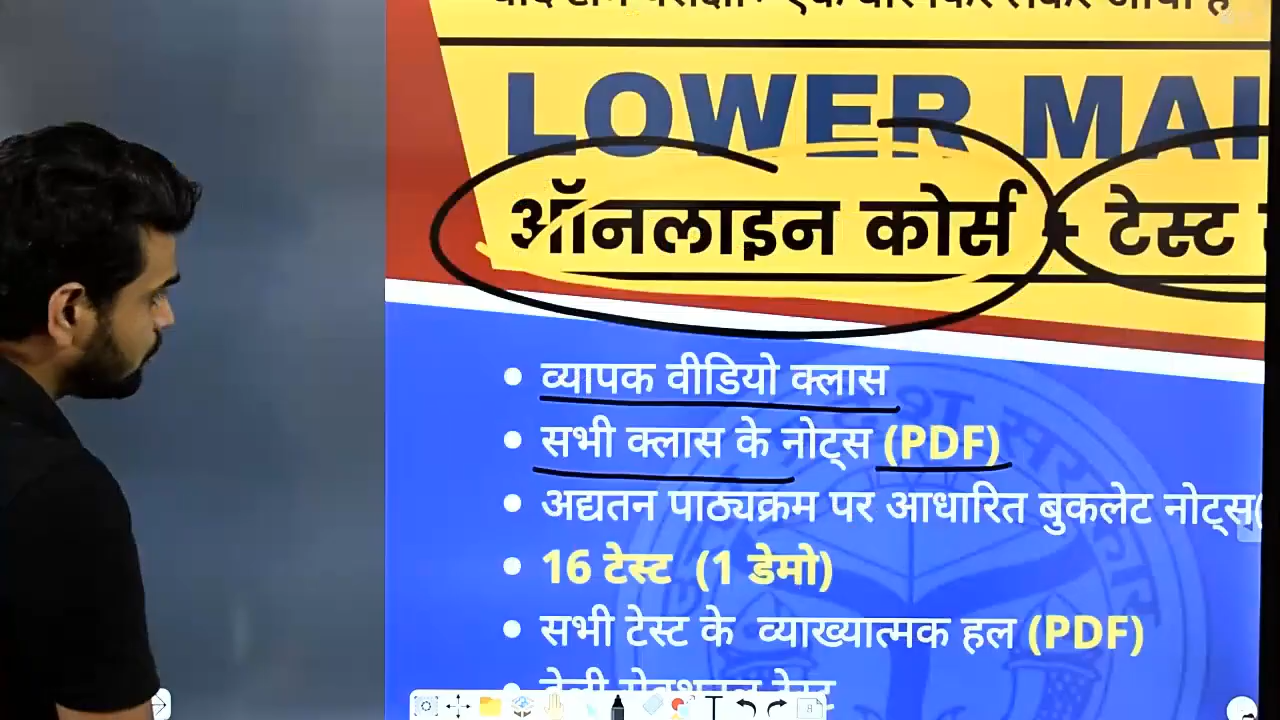 LOWER MAI
ऑनलाइन कोर्स + टेस्ट
• व्यापक वीडियो क्लास
• सभी क्लास के नोट्स (PDF)
• अद्यतन पाठ्यक्रम पर आधारित बुकलेट नोट्स(
• 16 टेस्ट (1 डेमो)
• सभी टेस्ट के व्याख्यात्मक हल (PDF)